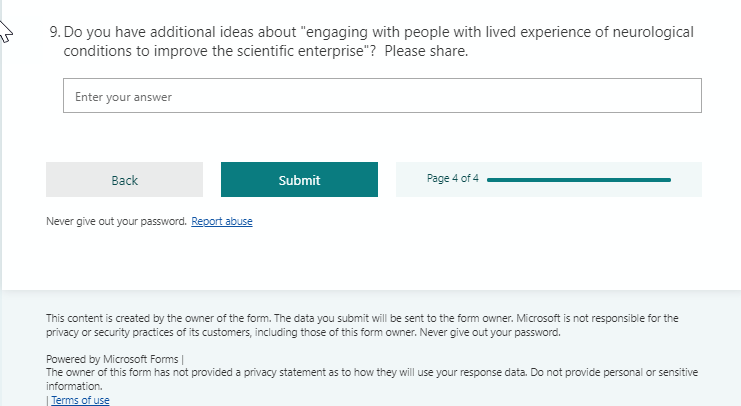 9. Do you have additional ideas about "engaging with people with lived experience of neurological
conditions to improve the scientific enterprise"? Please share.
Enter your answer
Back
Submit
Page 4 of 4
Never give out your password. Report abuse
This content is created by the owner of the form. The data you submit will be sent to the form owner. Microsoft is not responsible for the
privacy or security practices of its customers, including those of this form owner. Never give out your password.
Powered by Microsoft Forms |
The owner of this form has not provided a privacy statement as to how they will use your response data. Do not provide personal or sensitive
information.
| Terms of use